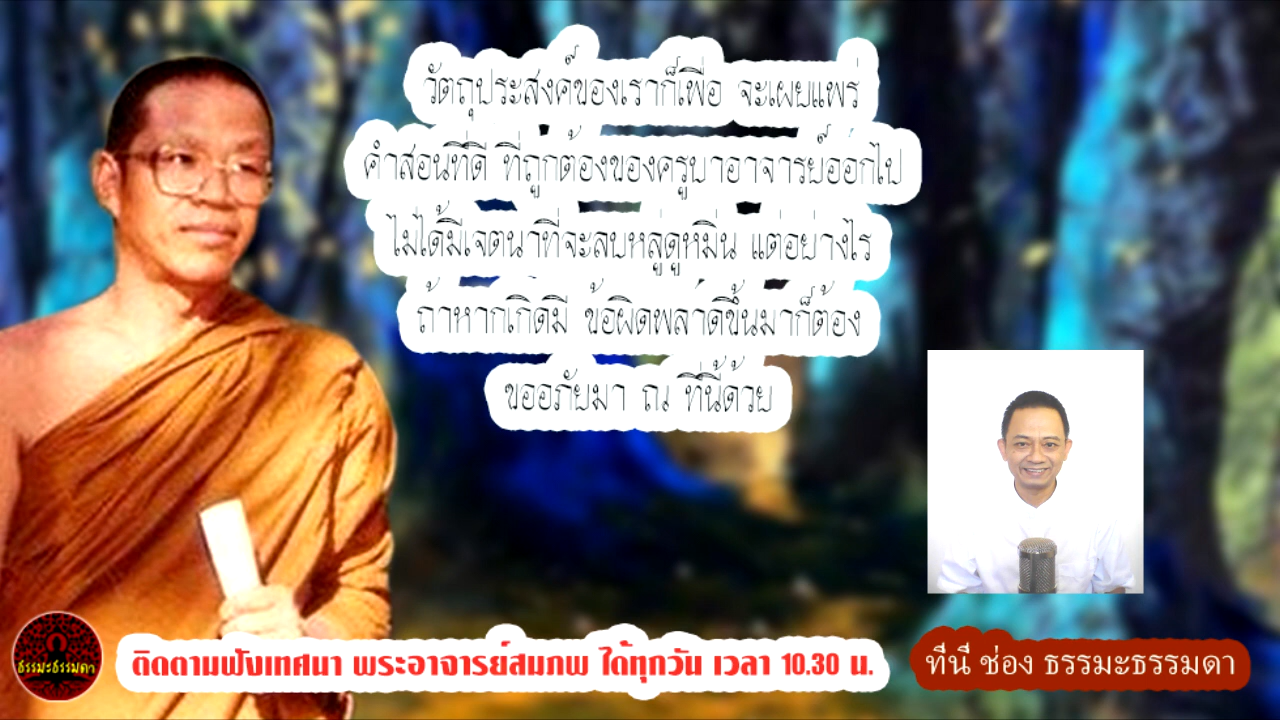 วัตถุประสงค์ของเราก็เพื่อ จะเผยแพร่
คำสอนที่ดี ที่ถูกต้องของครูบาอาจารย์ออกไป
ไม่ได้มีเจตนาที่จะลบหลู่ดูหมิ่น แต่อย่างไร
ถ้าหากเกิดมี ข้อผิดพลาดขึ้นมาก็ต้อง
ขออภัยมา ณ ที่นี้ด้วย
ธรรมะธรรมดา
ติดตามฟังเทศนา พระอาจารย์สมภพ ได้ทุกวัน เวลา 10.30 น.
ที่นี่ ช่อง ธรรมะธรรมดา